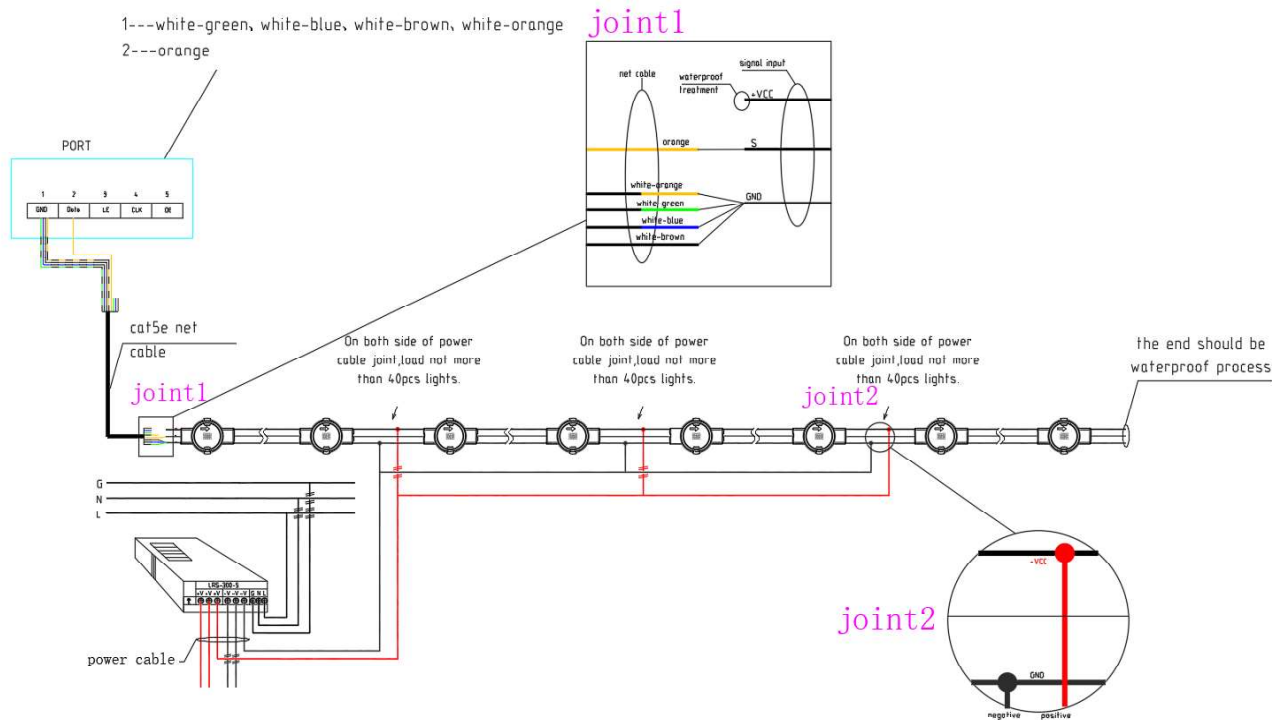 1---white-green、white-blue、white-brown、white-orange
2---orange
joint1
net cable
waterproof
treatment
signal input
+VCC
orange
S
white-orange
white green
white-blue
white-brown
GND
PORT
1 2 3 4 5
GND Data LE CLK OE
cat5e net
cable
joint1
On both side of power
cable joint,load not more
than 40pcs lights.
On both side of power
cable joint,load not more
than 40pcs lights.
On both side of power
cable joint,load not more
than 40pcs lights.
joint2
the end should be
waterproof process
G
N
L
LRS-300-5
+V +V +V -V -V -V G N L
power cable
joint2
-VCC
GND
negative
positive